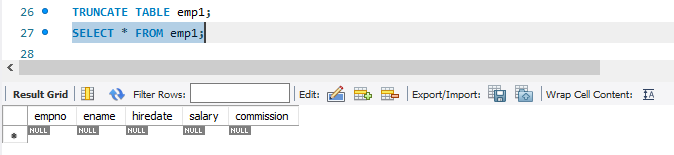 26 TRUNCATE TABLE emp1;
27 SELECT * FROM emp1;
28
Result Grid Filter Rows: Edit: Export/Import: Wrap Cell Content: IA
empno ename hiredate salary commission
NULL NULL NULL NULL NULL